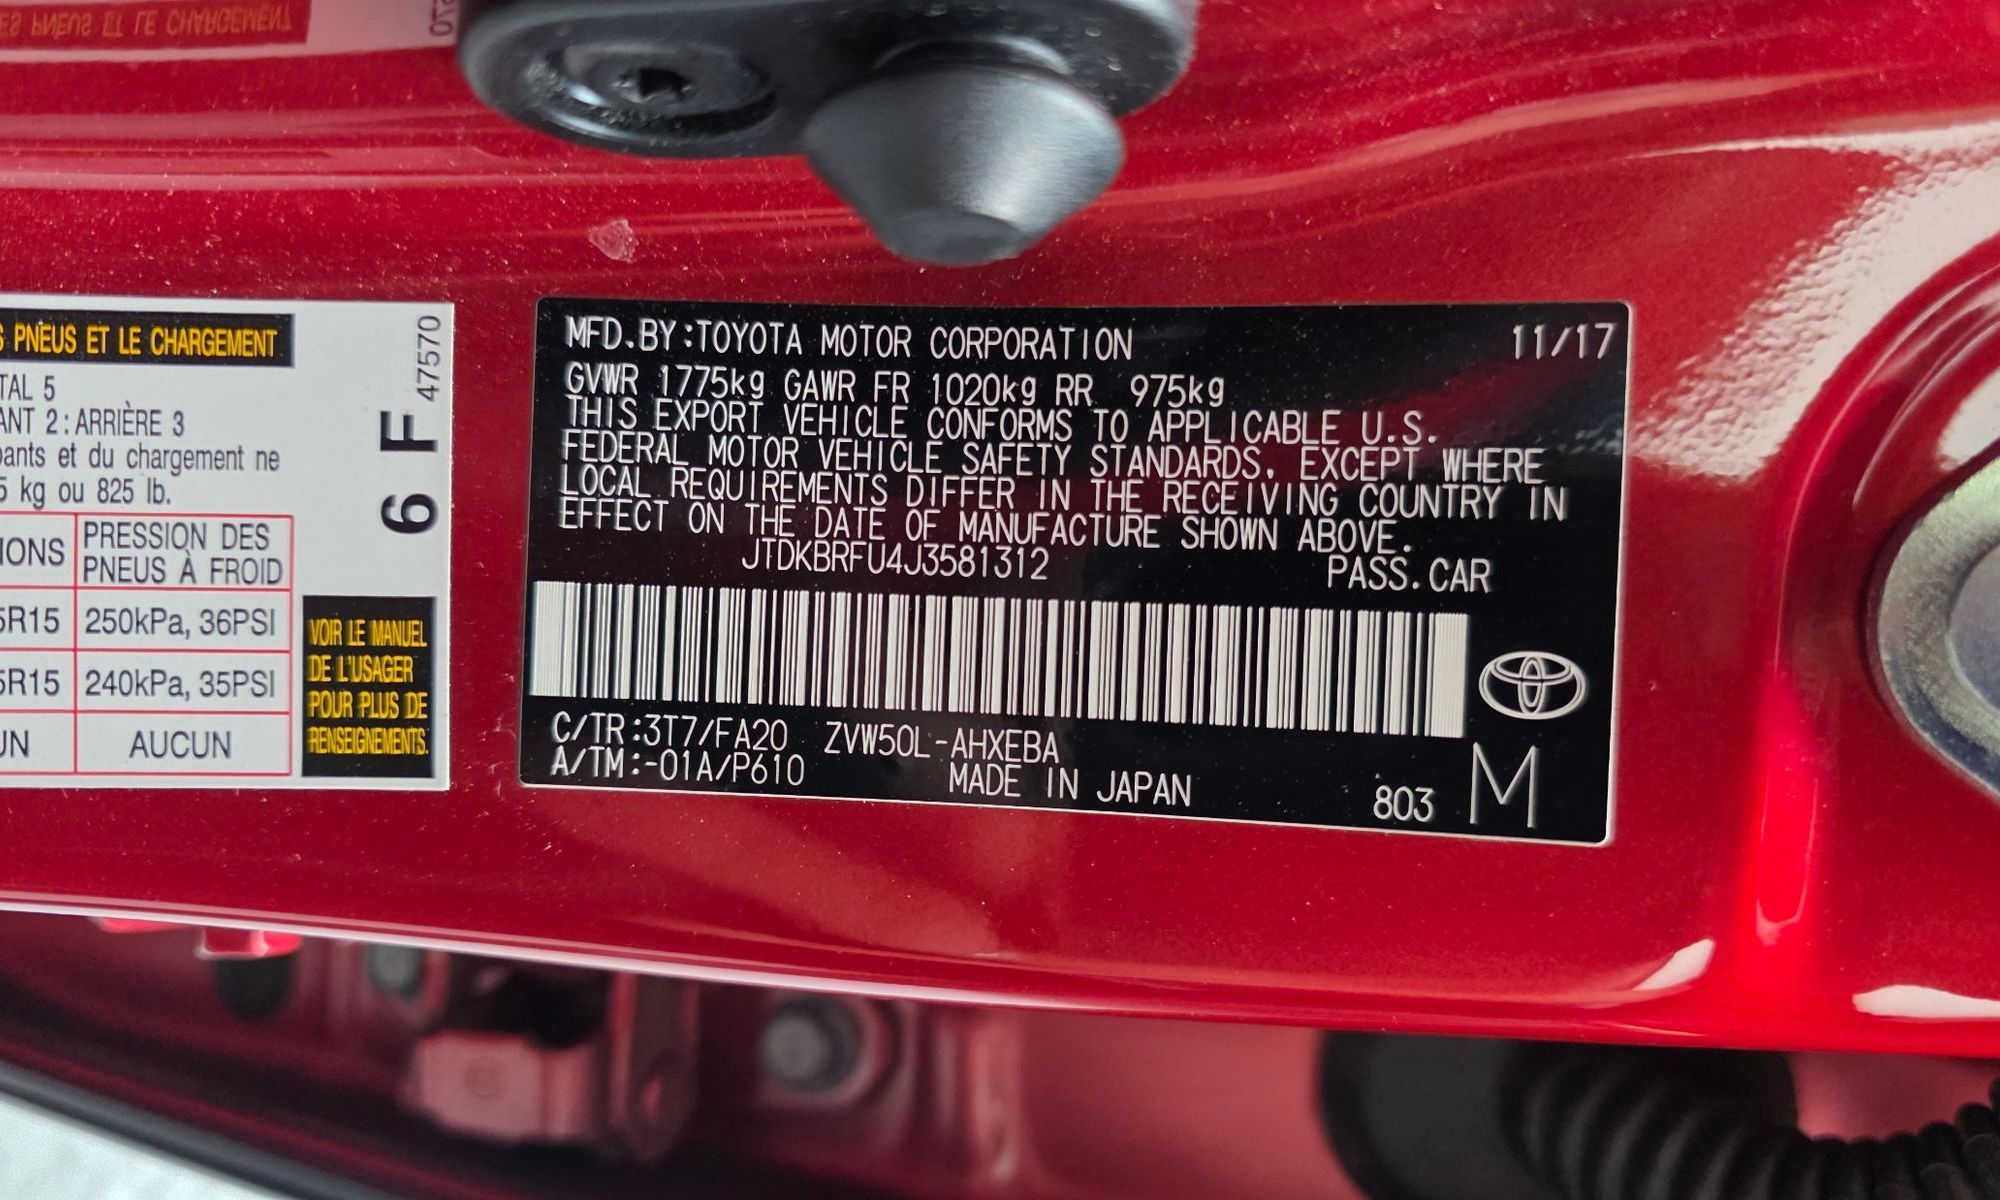 S PNEUS ET LE CHARGEMENT
47570
TAL 5
ANT 2: ARRIÈRE 3
pants et du chargement ne
5 kg ou 825 lb.
6 F
IONS
PRESSION DES
PNEUS À FROID
5R15
250kPa, 36PSI
5R15
240kPa, 35PSI
UN
AUCUN
VOIR LE MANUEL
DE L'USAGER
POUR PLUS DE
RENSEIGNEMENTS.
MFD.BY:TOYOTA MOTOR CORPORATION 11/17
GVWR 1775kg GAWR FR 1020kg RR 975kg
THIS EXPORT VEHICLE CONFORMS TO APPLICABLE U.S.
FEDERAL MOTOR VEHICLE SAFETY STANDARDS, EXCEPT WHERE
LOCAL REQUIREMENTS DIFFER IN THE RECEIVING COUNTRY IN
EFFECT ON THE DATE OF MANUFACTURE SHOWN ABOVE.
JTDKBRFU4J3581312 PASS.CAR
C/TR:3T7/FA20 ZVW50L-AHXEBA
A/TM:-01A/P610 MADE IN JAPAN
803 M